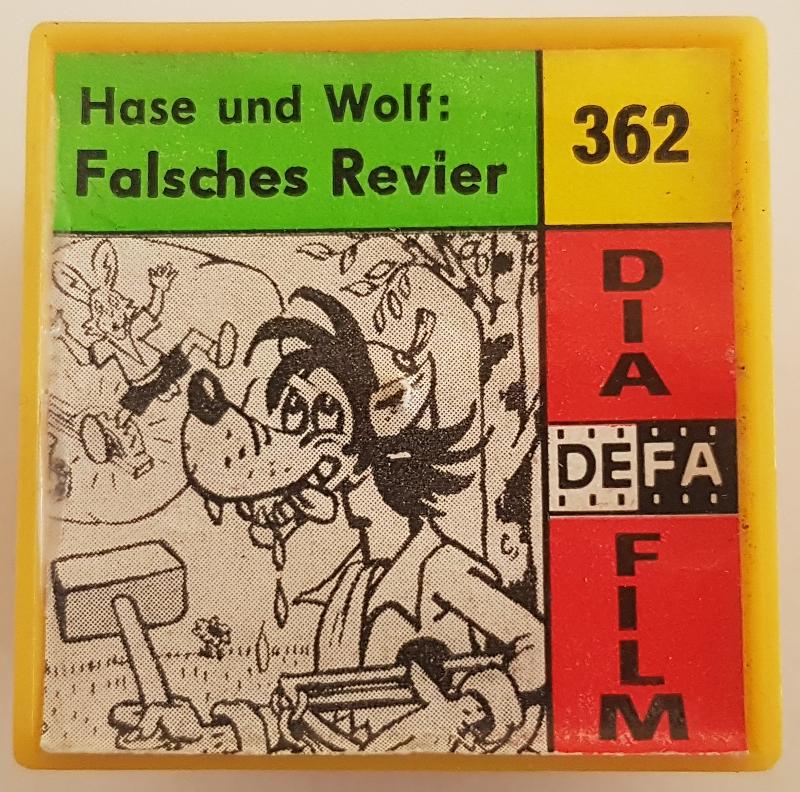 Hase und Wolf:
Falsches Revier
362
DIA
DEFA
FILM